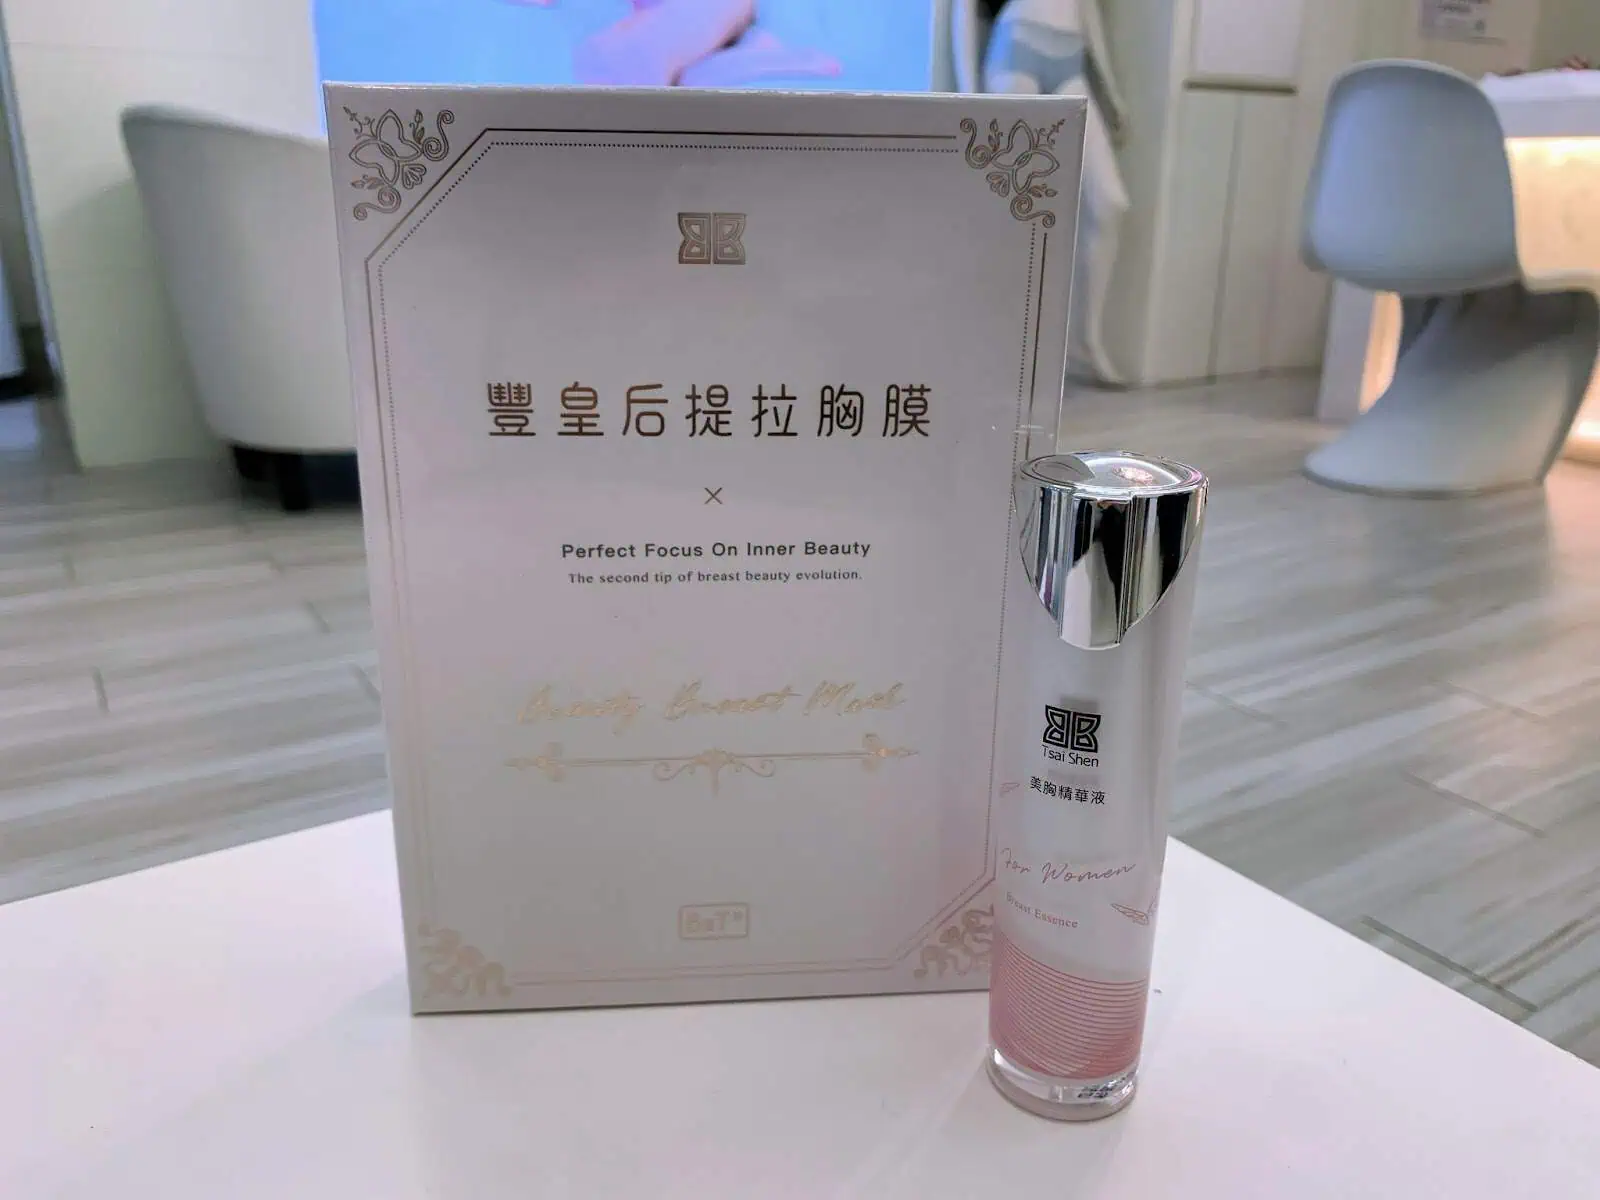 豐皇后提拉胸膜
×
Perfect Focus On Inner Beauty
The second tip of breast beauty evolution.
Beauty Breast Mask
Tsai Shen
美胸精華液
For Women
Breast Essence